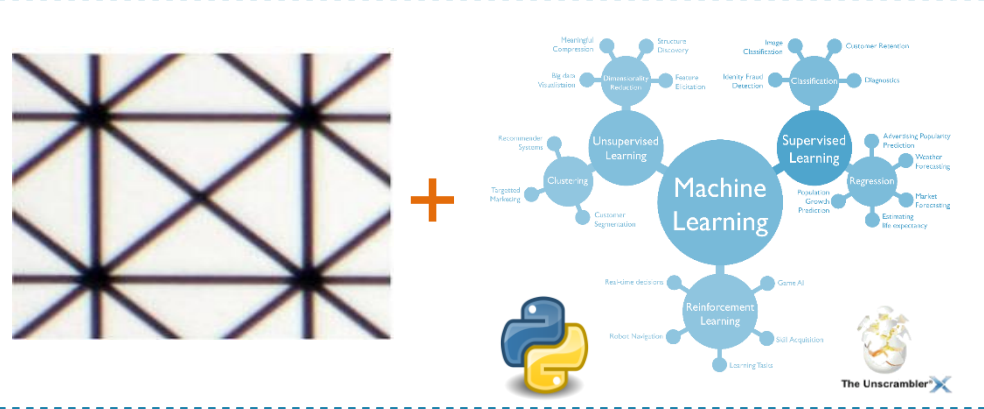 Meaningful
Compression
Structure
Discovery
Big data
Visualistaion
Dimensionality
Reduction
Feature
Elicitation
Recommender
Systems
Unsupervised
Learning
Clustering
Targetted
Marketing
Customer
Segmentation
Machine
Learning
Image
Classification
Customer Retention
Idenity Fraud
Detection
Classification
Diagnostics
Supervised
Learning
Advertising Popularity
Prediction
Weather
Forecasting
Regression
Population
Growth
Prediction
Market
Forecasting
Estimating
life expectancy
Real-time decisions
Game AI
Reinforcement
Learning
Robot Navigation
Skill Acquisition
Learning Tasks
The Unscrambler® X